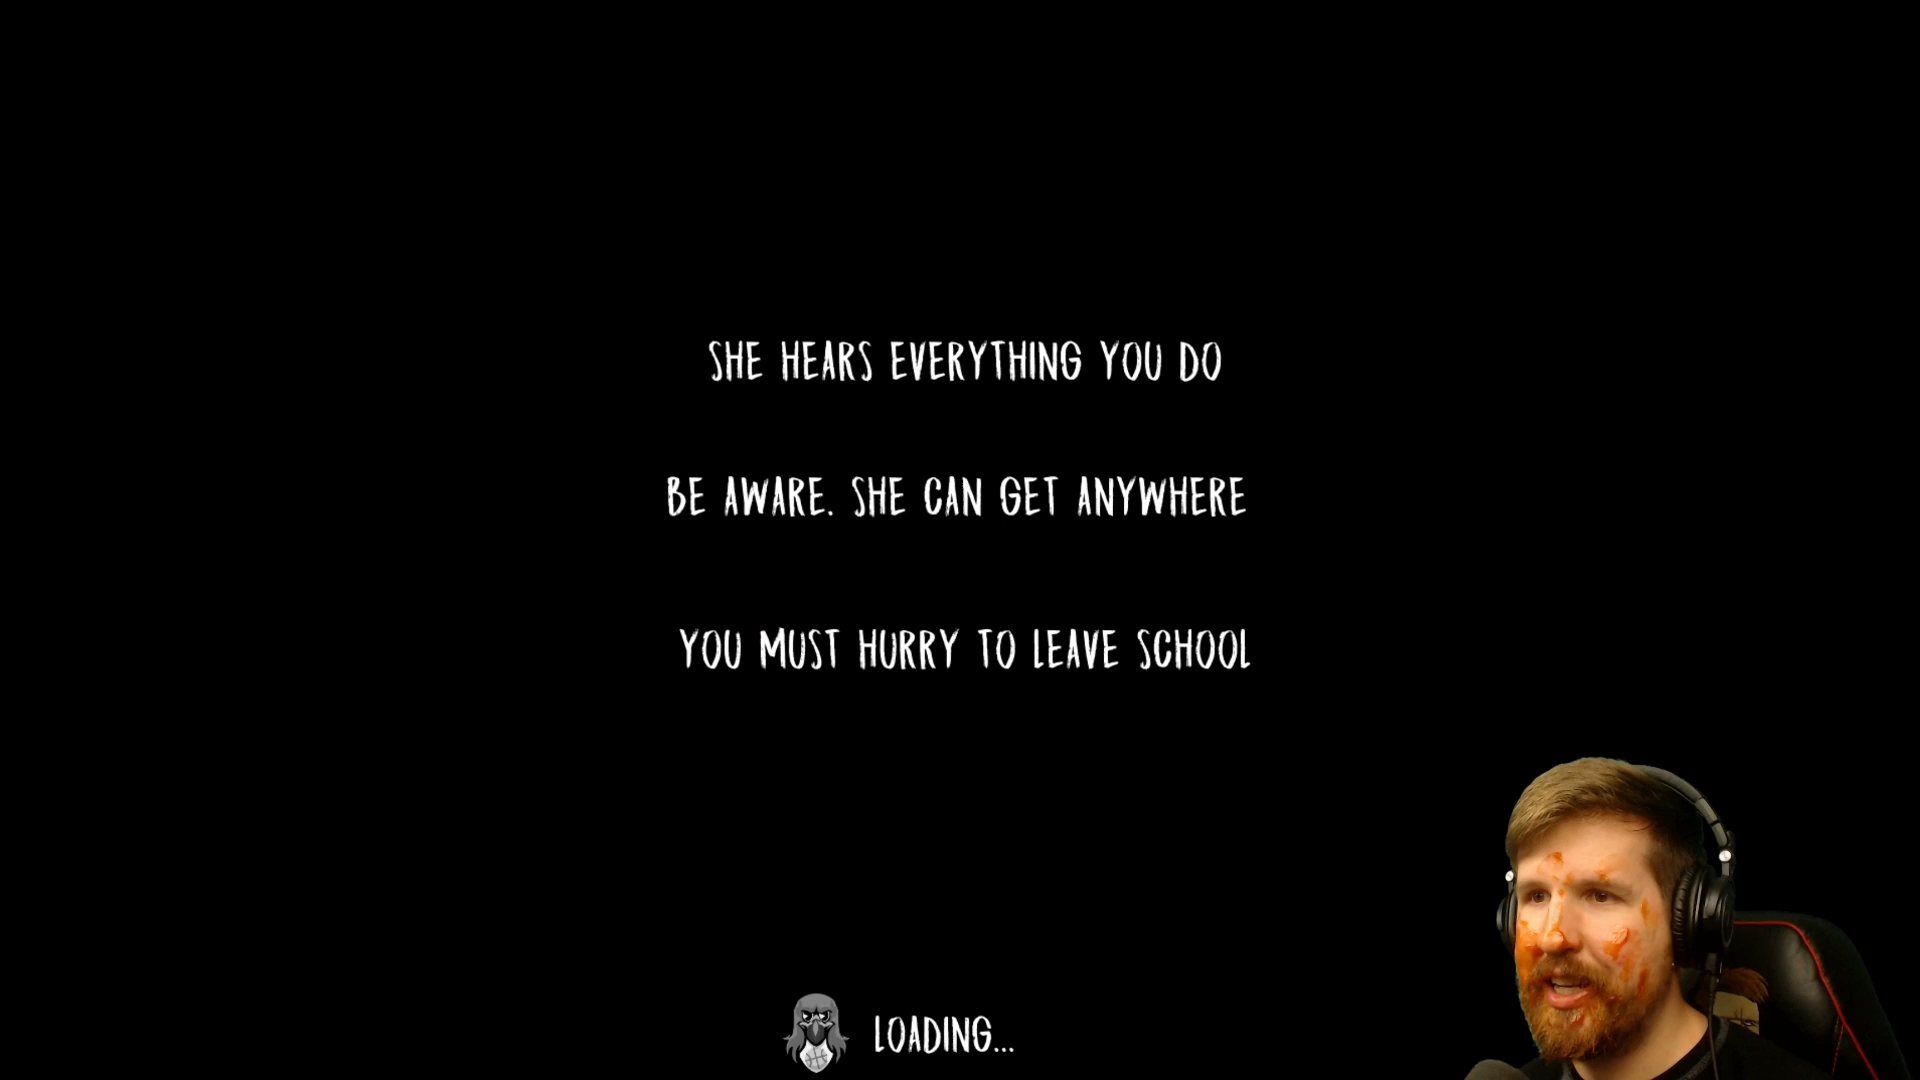 SHE HEARS EVERYTHING YOU DO
BE AWARE. SHE CAN GET ANYWHERE
YOU MUST HURRY TO LEAVE SCHOOL
LOADING...